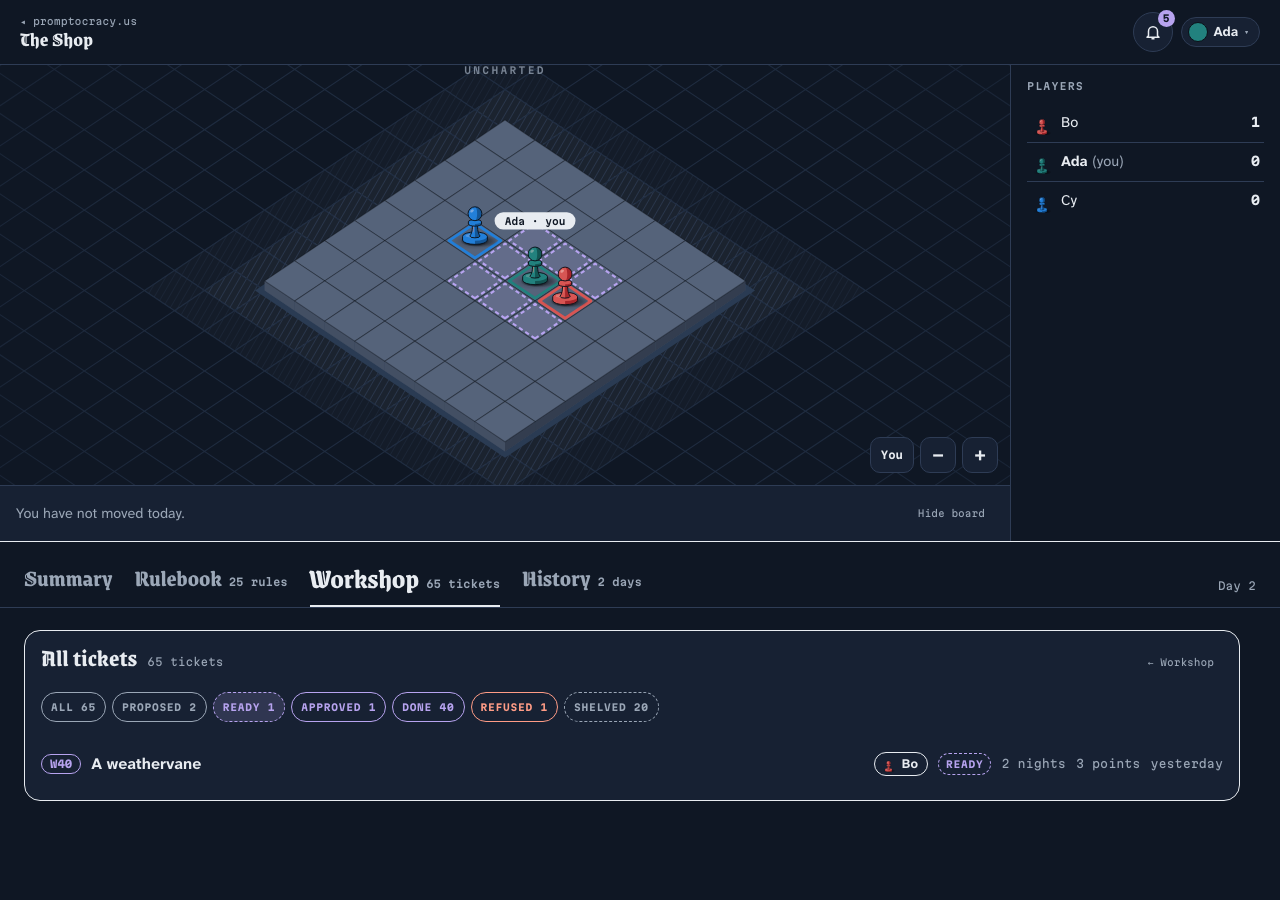 ◂ promptocracy.us
The Shop
5
Ada ▾
UNCHARTED
Ada · you
You − +
You have not moved today.
Hide board
PLAYERS
Bo 1
Ada (you) 0
Cy 0
Summary Rulebook 25 rules Workshop 65 tickets History 2 days Day 2
All tickets 65 tickets ← Workshop
ALL 65 PROPOSED 2 READY 1 APPROVED 1 DONE 40 REFUSED 1 SHELVED 20
W40 A weathervane Bo READY 2 nights 3 points yesterday